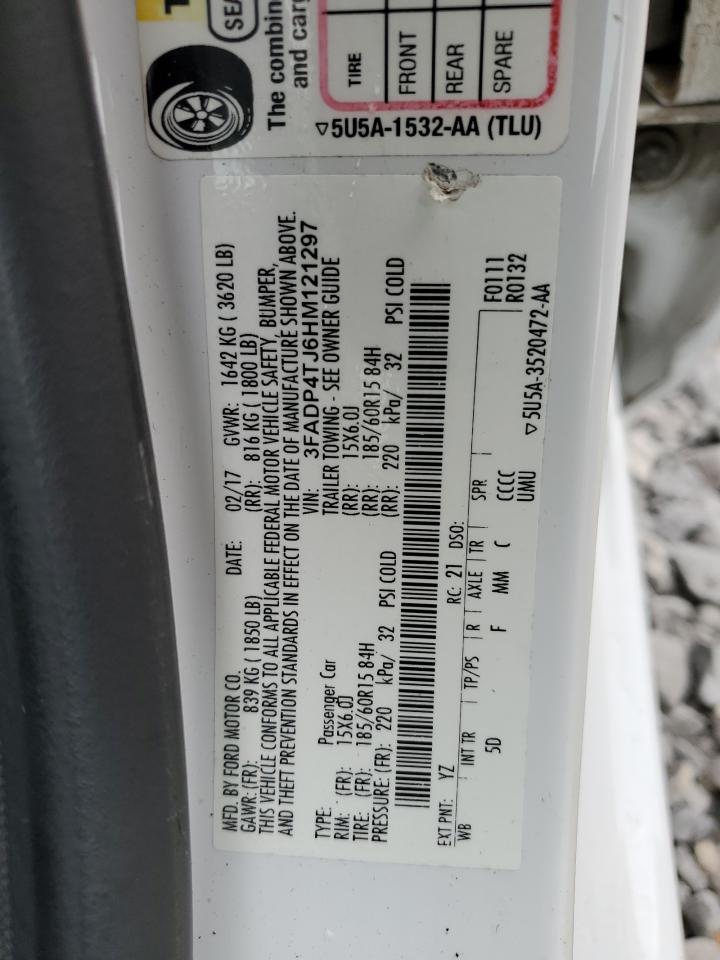 SEA
The combin
and carg
TIRE
FRONT
REAR
SPARE
▽5U5A-1532-AA (TLU)
MFD. BY FORD MOTOR CO. DATE: 02/17 GVWR: 1642 KG ( 3620 LB)
GAWR: (FR): 839 KG ( 1850 LB) (RR): 816 KG ( 1800 LB)
THIS VEHICLE CONFORMS TO ALL APPLICABLE FEDERAL MOTOR VEHICLE SAFETY, BUMPER,
AND THEFT PREVENTION STANDARDS IN EFFECT ON THE DATE OF MANUFACTURE SHOWN ABOVE.
VIN: 3FADP4TJ6HM121297
TYPE: Passenger Car TRAILER TOWING - SEE OWNER GUIDE
RIM: (FR): 15X6.0J (RR): 15X6.0J
TIRE: (FR): 185/60R15 84H (RR): 185/60R15 84H
PRESSURE: (FR): 220 kPa/ 32 PSI COLD (RR): 220 kPa/ 32 PSI COLD
EXT PNT: YZ RC: 21 DSO: F0111
WB INT TR TP/PS R AXLE TR SPR R0132
5D F MM C CCCC
UMU
▽5U5A-3520472-AA